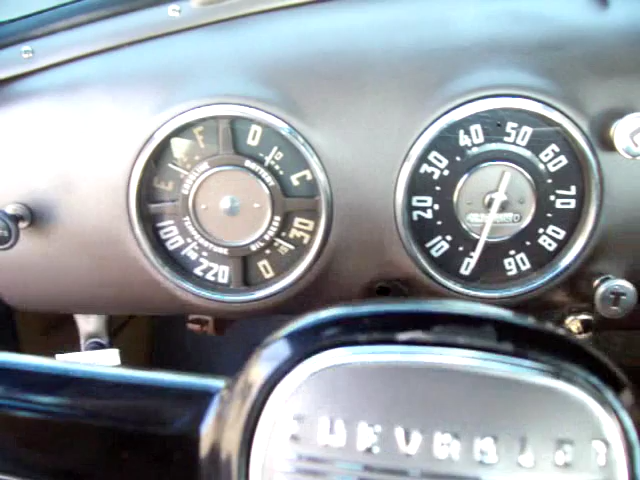 E F
GASOLINE
D C
BATTERY
100 220
TEMPERATURE
0 30
OIL PRESS
0 10 20 30 40 50 60 70 80 90
T
CHEVROLET